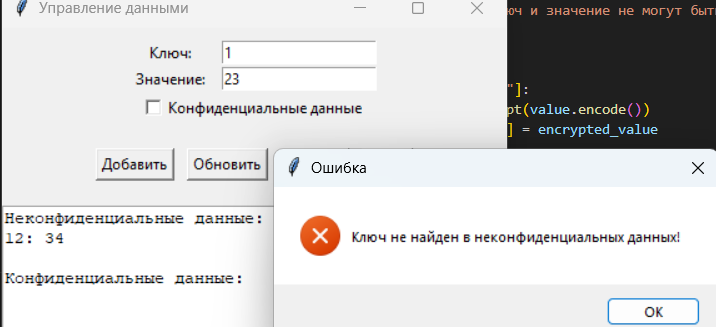 Управление данными
ключ и значение не могут быть
Ключ: 1
Значение: 23
Конфиденциальные данные
"]:
pt(value.encode())
] = encrypted_value
Добавить Обновить
Ошибка
Неконфиденциальные данные:
12: 34
Ключ не найден в неконфиденциальных данных!
Конфиденциальные данные:
OK